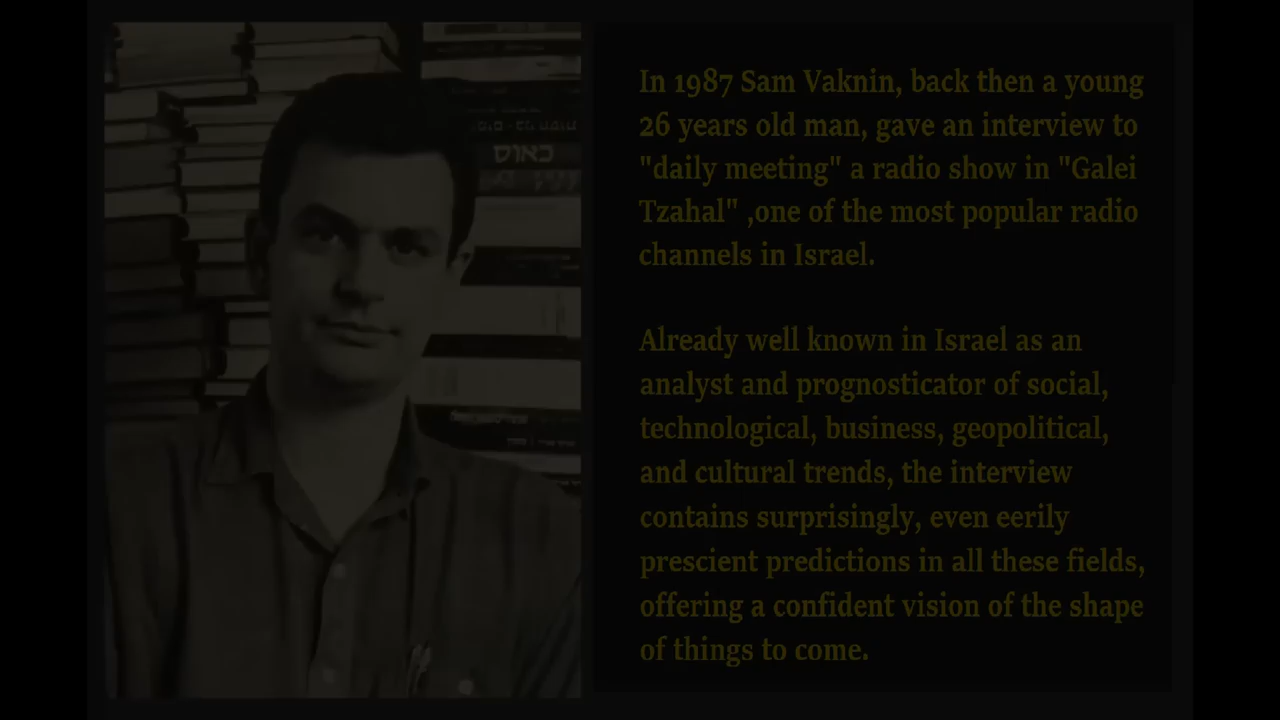 כאוס
In 1987 Sam Vaknin, back then a young
26 years old man, gave an interview to
"daily meeting" a radio show in "Galei
Tzahal" ,one of the most popular radio
channels in Israel.
Already well known in Israel as an
analyst and prognosticator of social,
technological, business, geopolitical,
and cultural trends, the interview
contains surprisingly, even eerily
prescient predictions in all these fields,
offering a confident vision of the shape
of things to come.